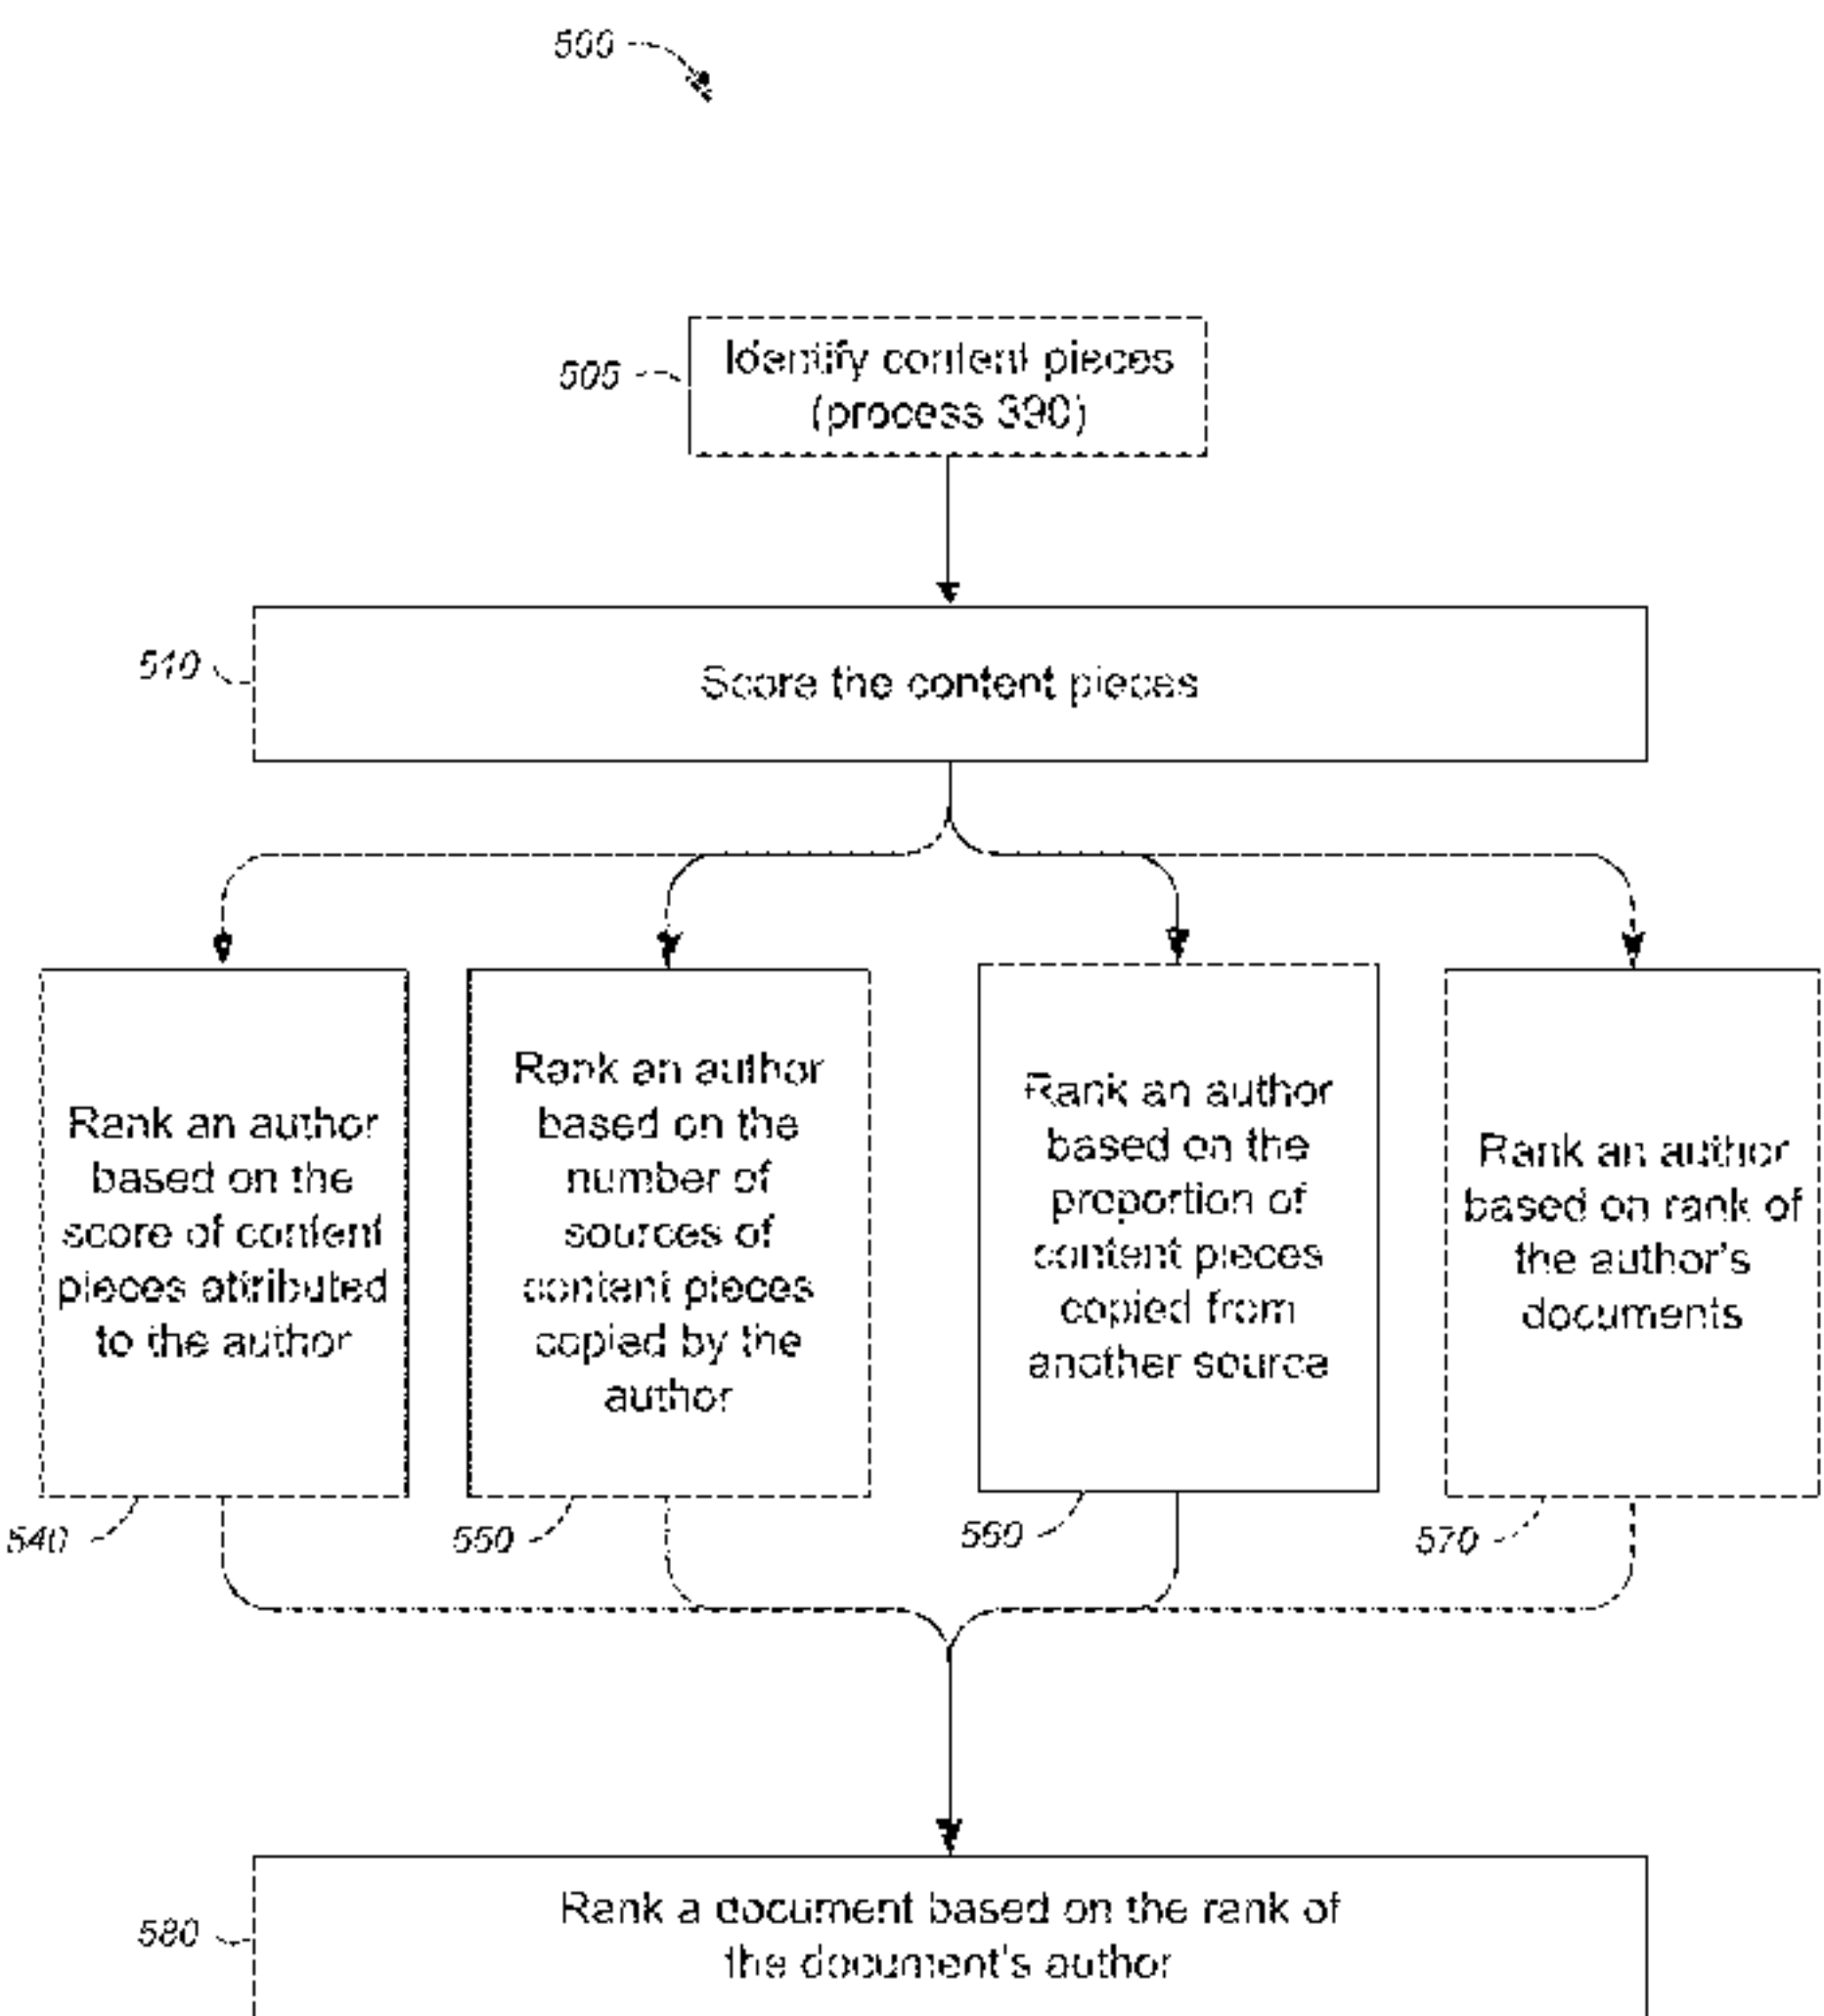 500
505
Identify content pieces
(process 390)
510
Score the content pieces
Rank an author
based on the
score of content
pieces attributed
to the author
540
Rank an author
based on the
number of
sources of
content pieces
copied by the
author
550
Rank an author
based on the
proportion of
content pieces
copied from
another source
560
Rank an author
based on rank of
the author's
documents
570
580
Rank a document based on the rank of
the document's author